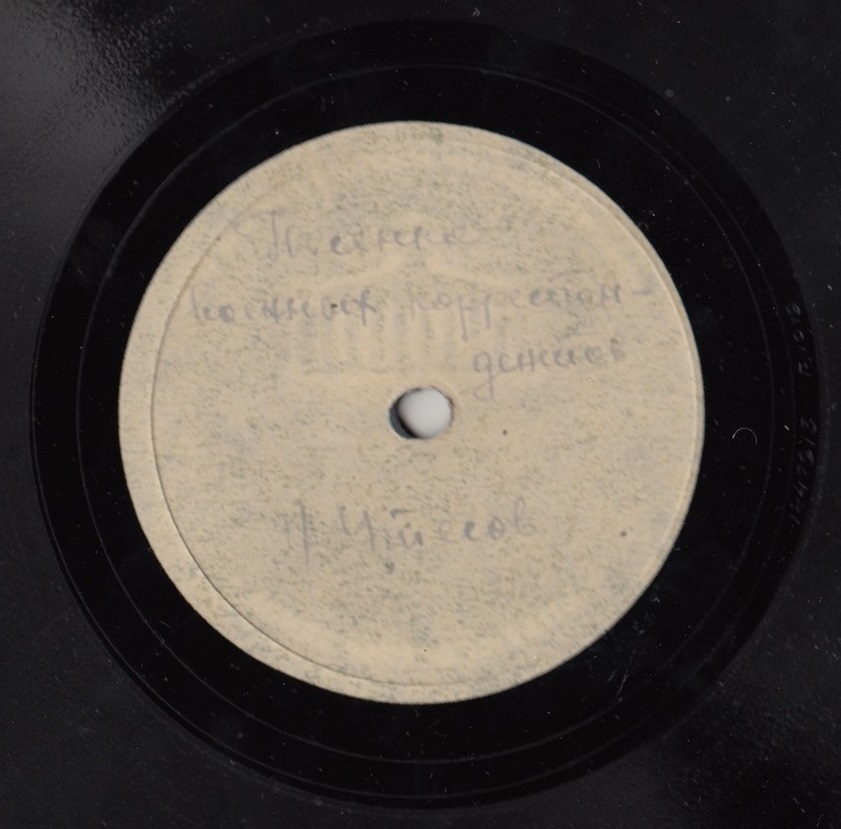 Песенка
военных корреспон-
дентов
Утесов